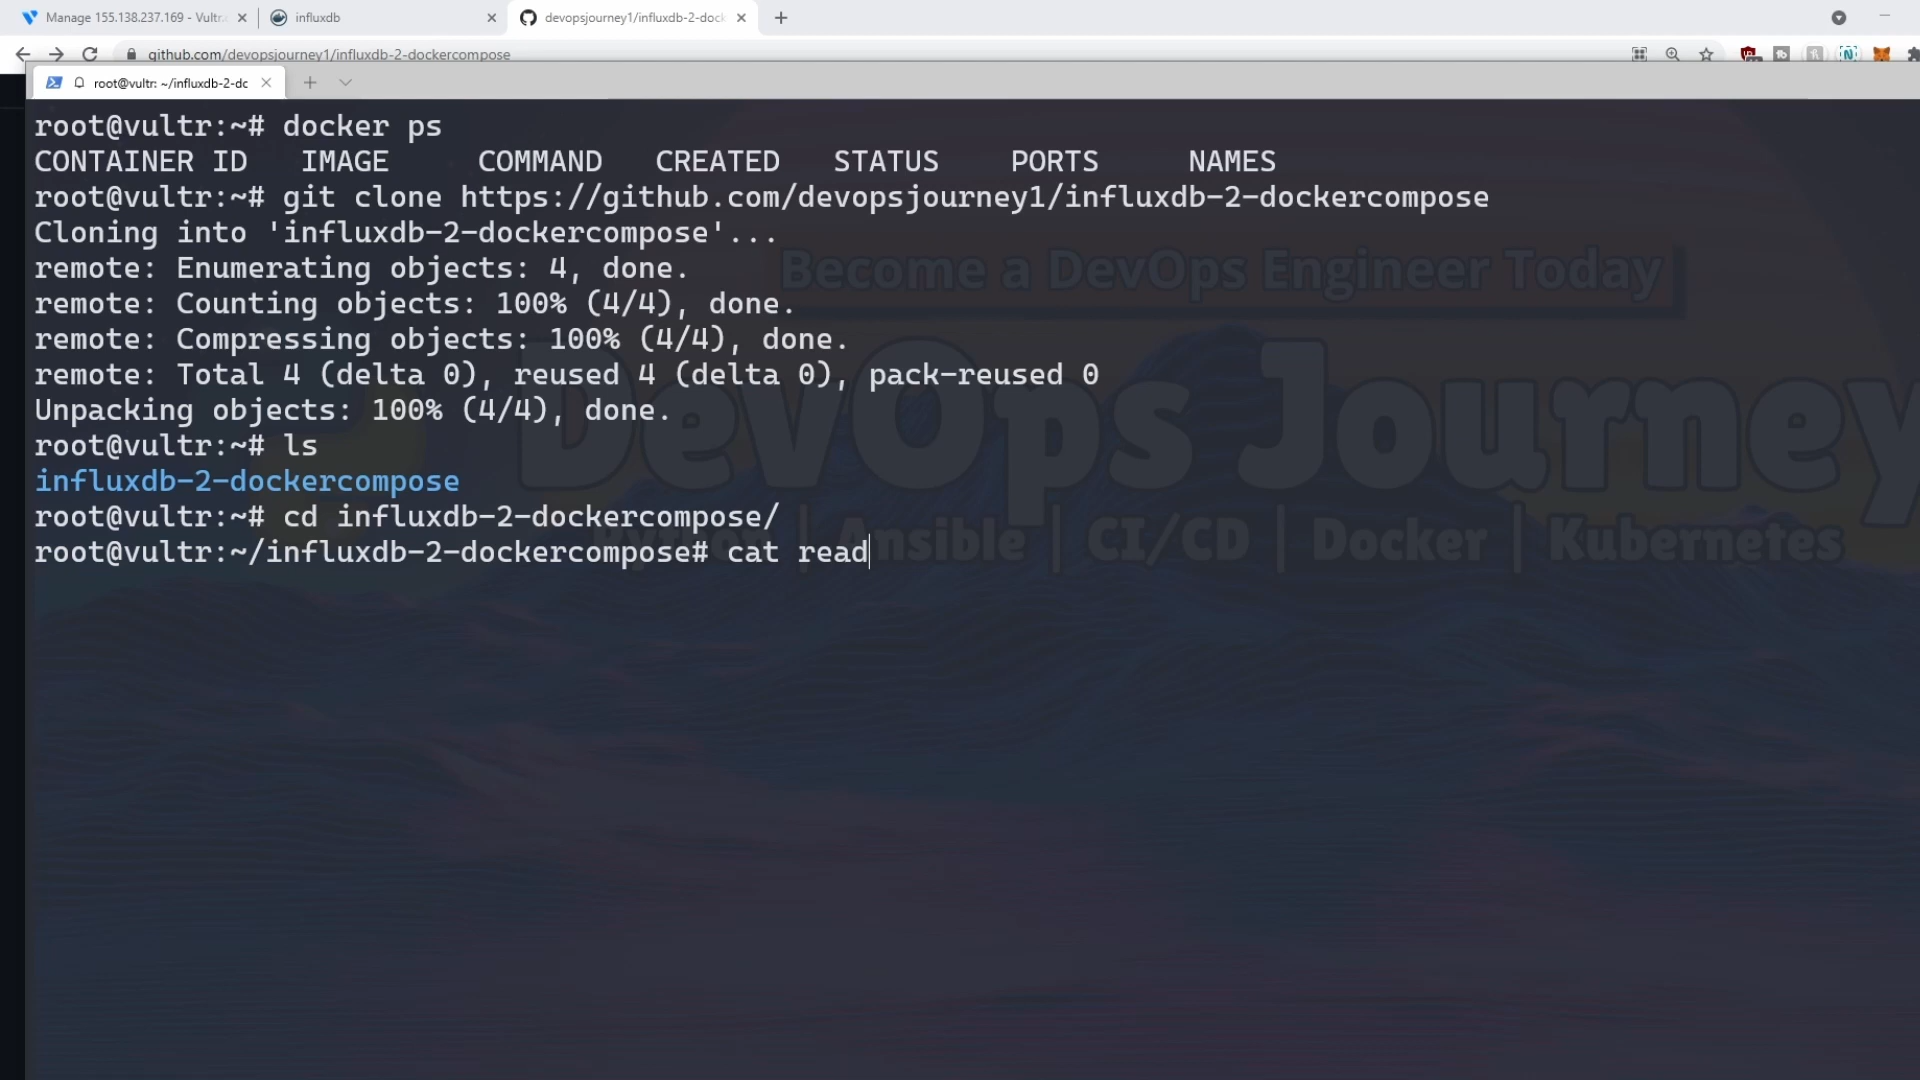 Manage 155.138.237.169 - Vultr.c
influxdb
devopsjourney1/influxdb-2-dock
github.com/devopsjourney1/influxdb-2-dockercompose
root@vultr: ~/influxdb-2-dc
root@vultr:~# docker ps
CONTAINER ID IMAGE COMMAND CREATED STATUS PORTS NAMES
root@vultr:~# git clone https://github.com/devopsjourney1/influxdb-2-dockercompose
Cloning into 'influxdb-2-dockercompose'...
remote: Enumerating objects: 4, done.
Become a DevOps Engineer Today
remote: Counting objects: 100% (4/4), done.
remote: Compressing objects: 100% (4/4), done.
remote: Total 4 (delta 0), reused 4 (delta 0), pack-reused 0
Unpacking objects: 100% (4/4), done.
DevOps Journey
root@vultr:~# ls
influxdb-2-dockercompose
root@vultr:~# cd influxdb-2-dockercompose/
root@vultr:~/influxdb-2-dockercompose# cat read
Python | Ansible | CI/CD | Docker | Kubernetes